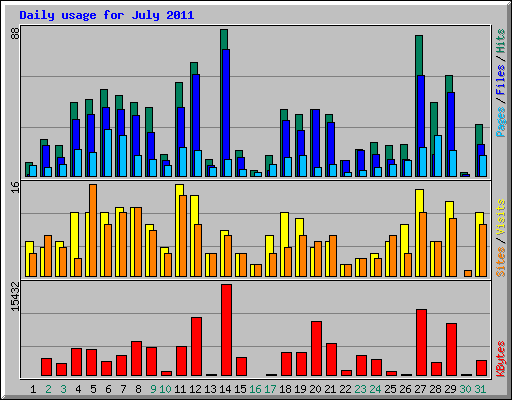 Daily usage for July 2011
88
Pages / Files / Hits
16
Sites / Visits
15432
KBytes
1 2 3 4 5 6 7 8 9 10 11 12 13 14 15 16 17 18 19 20 21 22 23 24 25 26 27 28 29 30 31